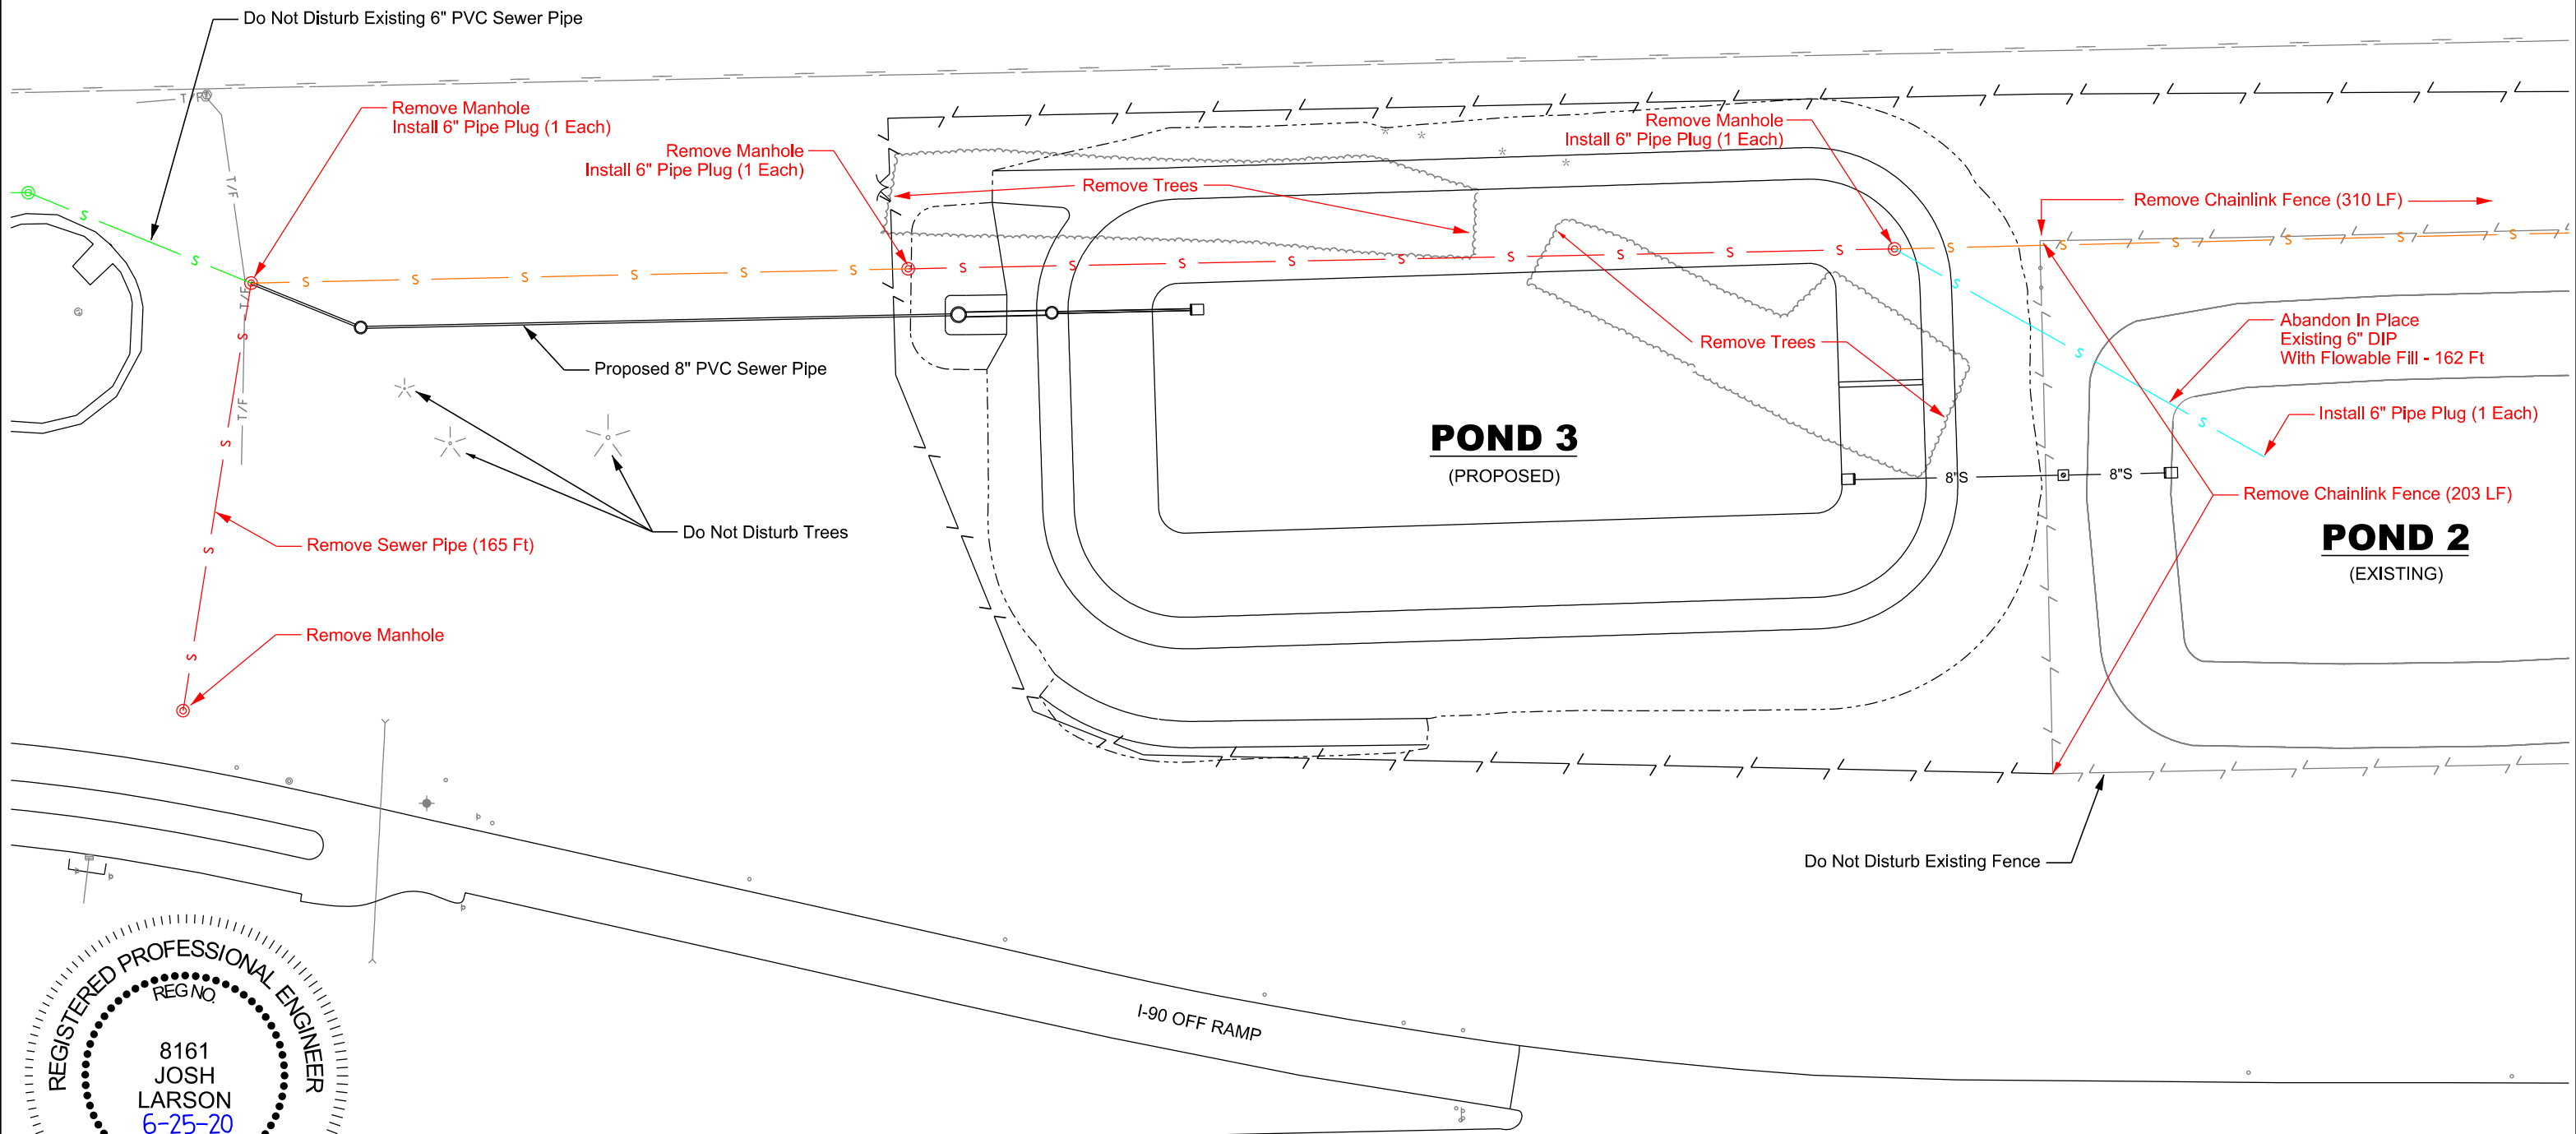 Do Not Disturb Existing 6" PVC Sewer Pipe
T/F
Remove Manhole
Install 6" Pipe Plug (1 Each)
Remove Manhole
Install 6" Pipe Plug (1 Each)
Remove Manhole
Install 6" Pipe Plug (1 Each)
T/F
Remove Trees
Remove Chainlink Fence (310 LF)
S
S
S S S S S S
S S S S S S S S S
S S S S S
T/F
S
S
Abandon In Place
Existing 6" DIP
With Flowable Fill - 162 Ft
Remove Trees
S
Proposed 8" PVC Sewer Pipe
T/F
Install 6" Pipe Plug (1 Each)
S
S
POND 3
(PROPOSED)
8"S
8"S
Remove Chainlink Fence (203 LF)
Do Not Disturb Trees
POND 2
(EXISTING)
Remove Sewer Pipe (165 Ft)
S
Remove Manhole
S
Do Not Disturb Existing Fence
I-90 OFF RAMP
REGISTERED PROFESSIONAL ENGINEER
REG NO.
8161
JOSH
LARSON
6-25-20